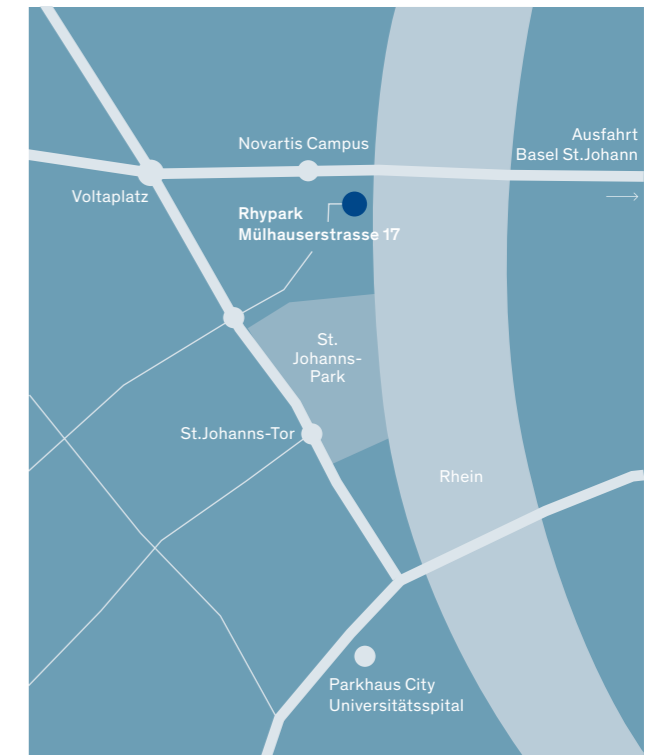 Novartis Campus
Ausfahrt
Basel St.Johann
Voltaplatz
Rhypark
Mülhauserstrasse 17
St.
Johanns-
Park
St.Johanns-Tor
Rhein
Parkhaus City
Universitätsspital